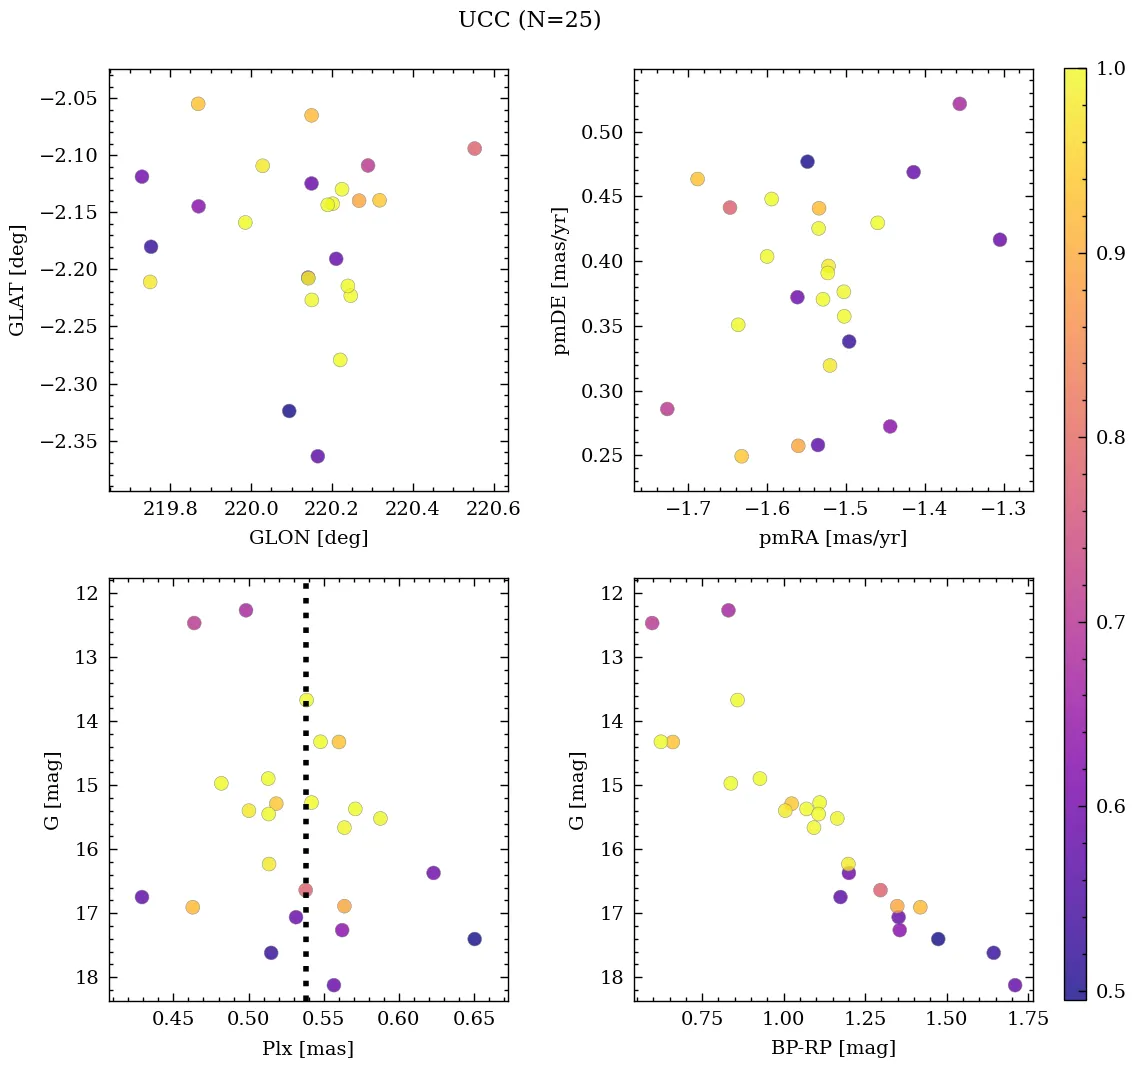 UCC (N=25)
−2.05
−2.10
−2.15
−2.20
−2.25
−2.30
−2.35
GLAT [deg]
219.8 220.0 220.2 220.4 220.6
GLON [deg]
0.50
0.45
0.40
0.35
0.30
0.25
pmDE [mas/yr]
−1.7 −1.6 −1.5 −1.4 −1.3
pmRA [mas/yr]
12
13
14
15
16
17
18
G [mag]
0.45 0.50 0.55 0.60 0.65
Plx [mas]
12
13
14
15
16
17
18
G [mag]
0.75 1.00 1.25 1.50 1.75
BP-RP [mag]
1.0
0.9
0.8
0.7
0.6
0.5